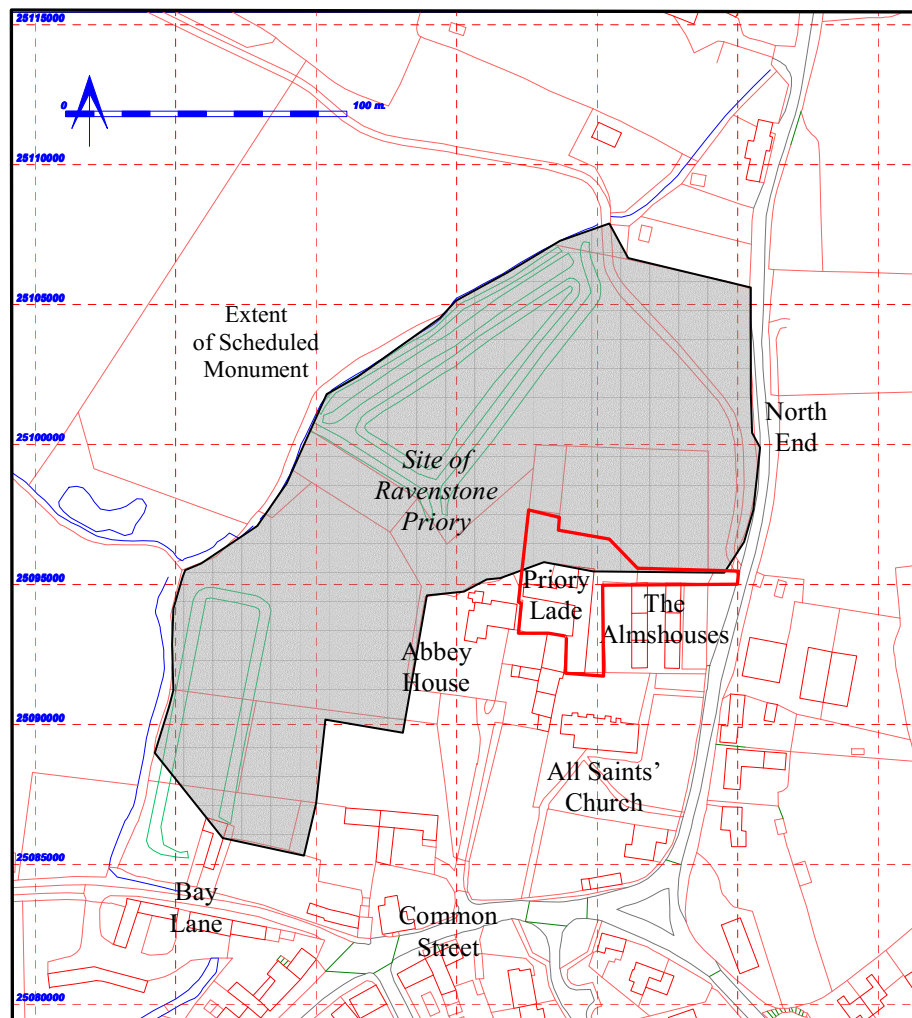 25115000
0
100 m.
25110000
25105000
Extent
of Scheduled
Monument
North
End
25100000
Site of
Ravenstone
Priory
25095000
Priory
Lade
The
Almshouses
Abbey
House
25090000
All Saints’
Church
25085000
Bay
Lane
Common
Street
25080000